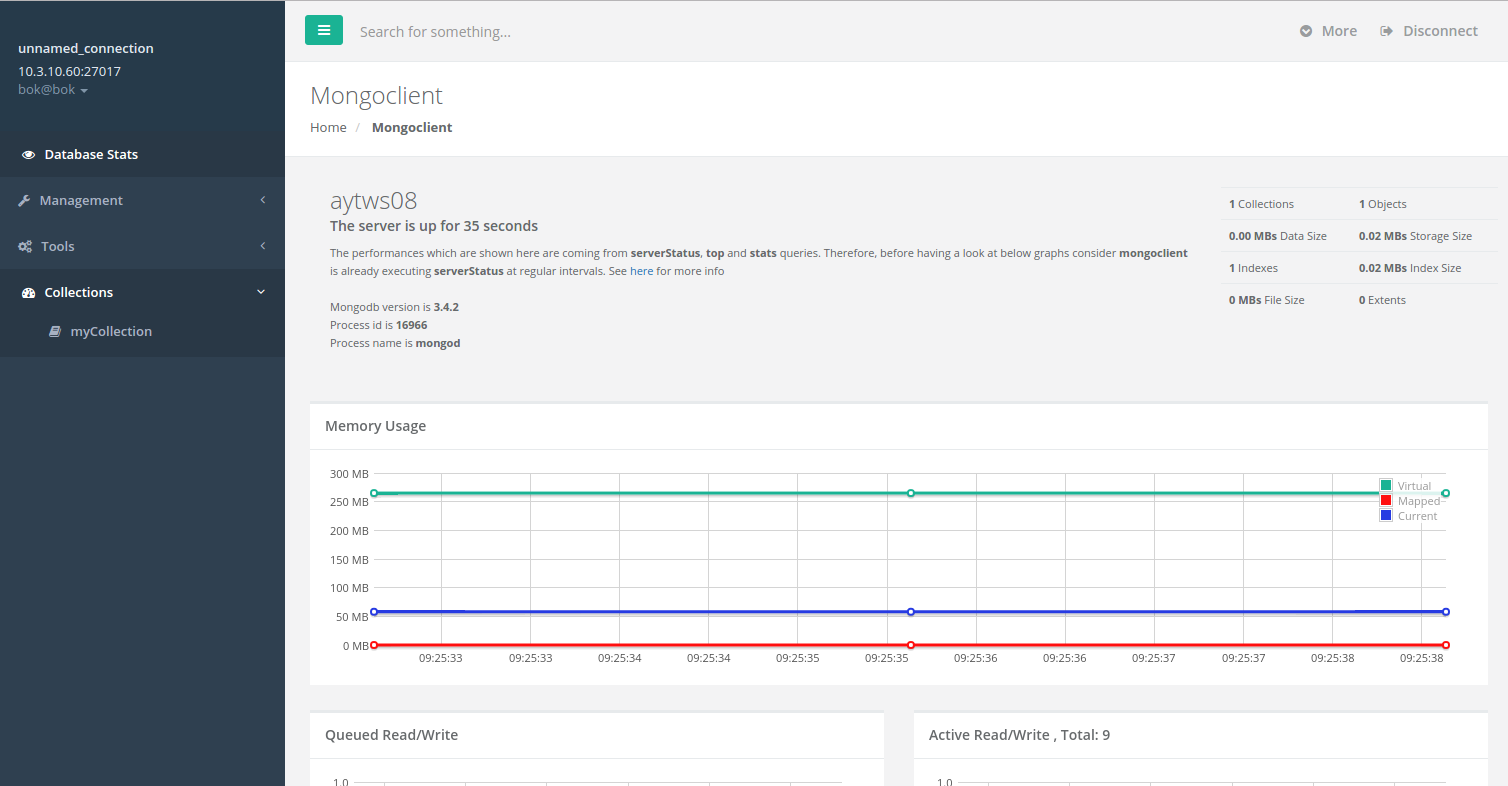 unnamed_connection
10.3.10.60:27017
bok@bok
Database Stats
Management
Tools
Collections
myCollection
Search for something...
More
Disconnect
Mongoclient
Home / Mongoclient
aytws08
The server is up for 35 seconds
The performances which are shown here are coming from serverStatus, top and stats queries. Therefore, before having a look at below graphs consider mongoclient
is already executing serverStatus at regular intervals. See here for more info
Mongodb version is 3.4.2
Process id is 16966
Process name is mongod
1 Collections 1 Objects
0.00 MBs Data Size 0.02 MBs Storage Size
1 Indexes 0.02 MBs Index Size
0 MBs File Size 0 Extents
Memory Usage
300 MB
250 MB
200 MB
150 MB
100 MB
50 MB
0 MB
Virtual
Mapped
Current
09:25:33 09:25:33 09:25:34 09:25:34 09:25:35 09:25:35 09:25:36 09:25:36 09:25:37 09:25:37 09:25:38 09:25:38
Queued Read/Write
1.0
Active Read/Write , Total: 9
1.0